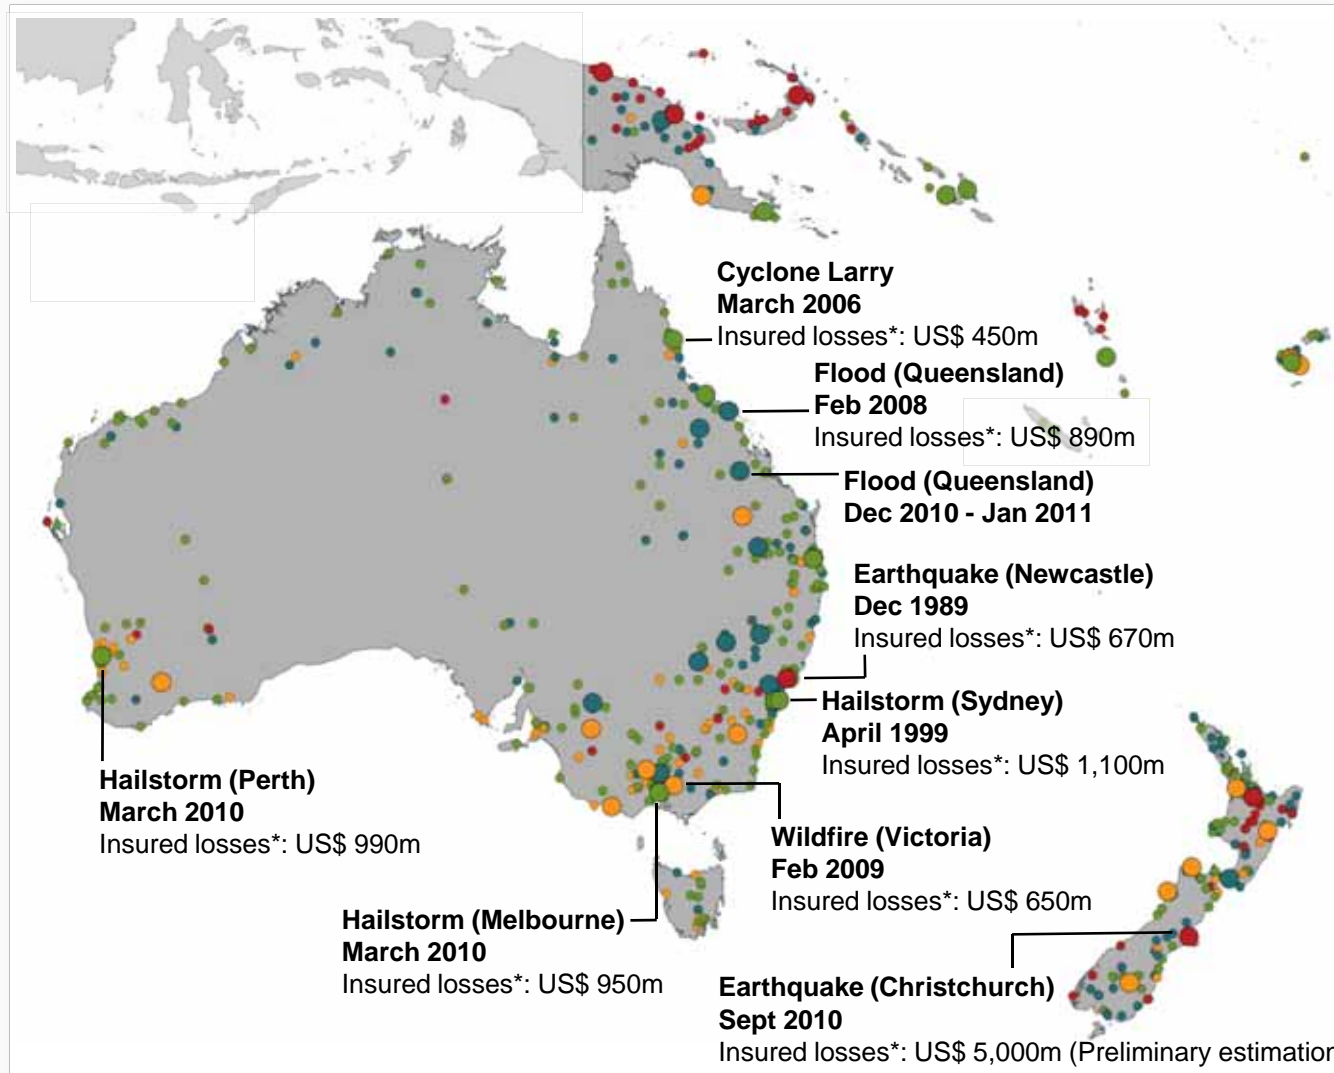 Cyclone Larry
March 2006
Insured losses*: US$ 450m
Flood (Queensland)
Feb 2008
Insured losses*: US$ 890m
Flood (Queensland)
Dec 2010 - Jan 2011
Earthquake (Newcastle)
Dec 1989
Insured losses*: US$ 670m
Hailstorm (Sydney)
April 1999
Insured losses*: US$ 1,100m
Hailstorm (Perth)
March 2010
Insured losses*: US$ 990m
Wildfire (Victoria)
Feb 2009
Insured losses*: US$ 650m
Hailstorm (Melbourne)
March 2010
Insured losses*: US$ 950m
Earthquake (Christchurch)
Sept 2010
Insured losses*: US$ 5,000m (Preliminary estimation